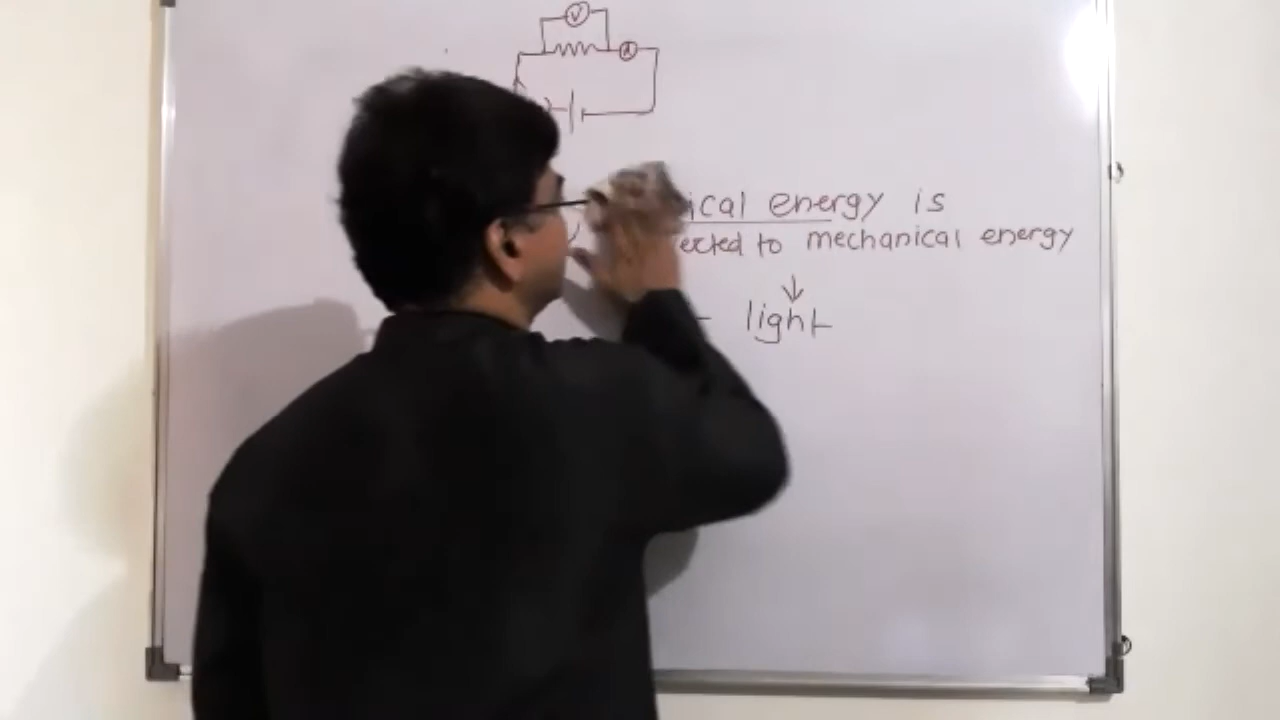 V
A
ical energy is
ected to mechanical energy
light